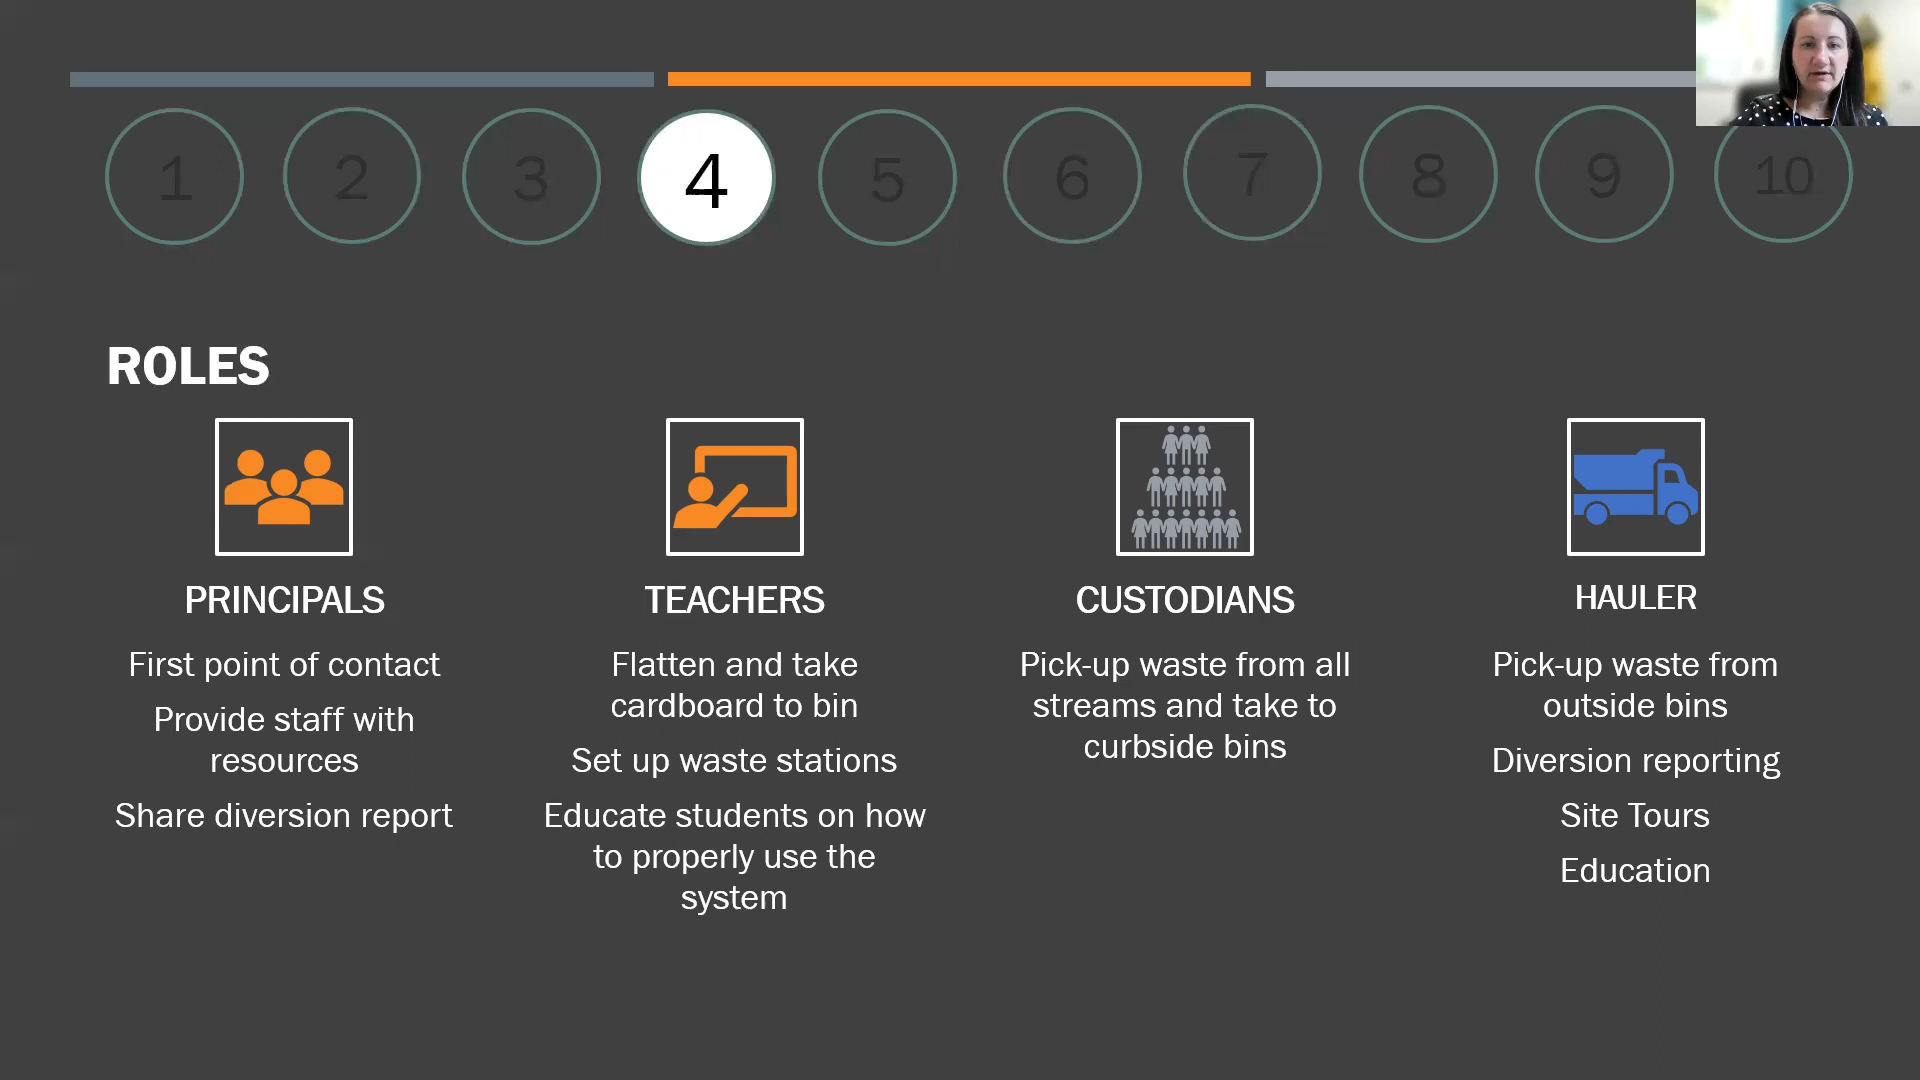 1 2 3 4 5 6 7 8 9 10
ROLES
PRINCIPALS
First point of contact
Provide staff with
resources
Share diversion report
TEACHERS
Flatten and take
cardboard to bin
Set up waste stations
Educate students on how
to properly use the
system
CUSTODIANS
Pick-up waste from all
streams and take to
curbside bins
HAULER
Pick-up waste from
outside bins
Diversion reporting
Site Tours
Education